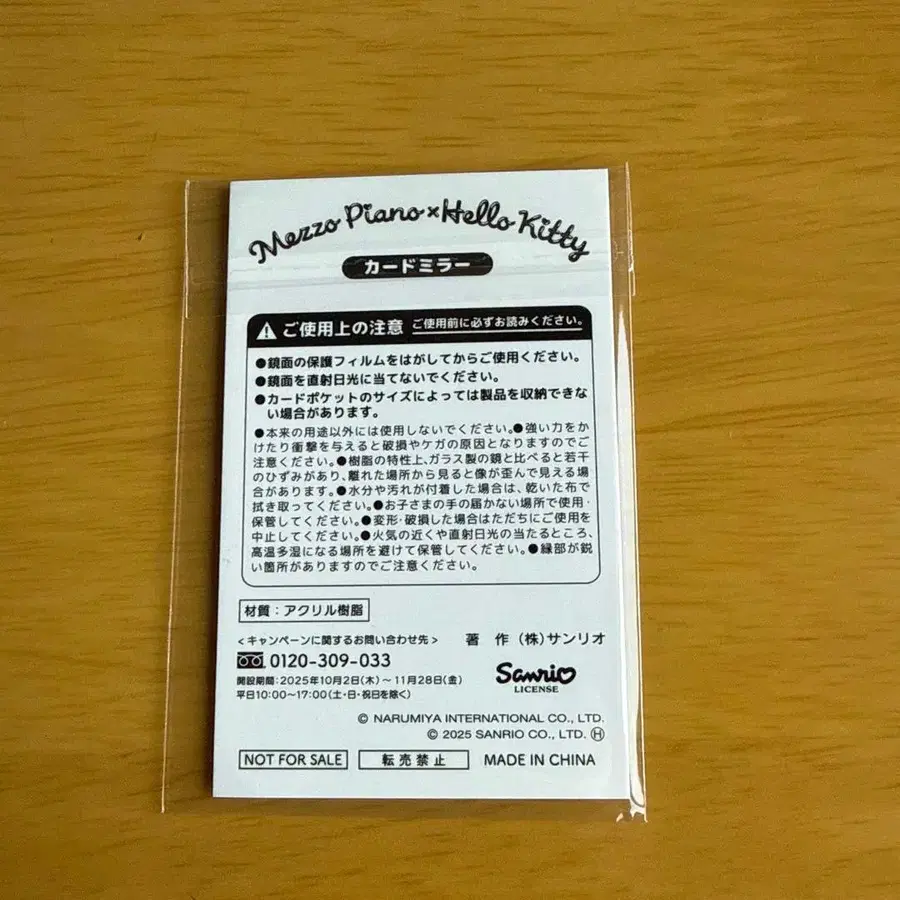 Mezzo Piano×Hello Kitty
カードミラー
ご使用上の注意 ご使用前に必ずお読みください。
●鏡面の保護フィルムをはがしてからご使用ください。
●鏡面を直射日光に当てないでください。
●カードポケットのサイズによっては製品を収納できな
い場合があります。
●本来の用途以外には使用しないでください。●強い力をか
けたり衝撃を与えると破損やケガの原因となりますのでご
注意ください。●樹脂の特性上、ガラス製の鏡と比べると若干
のひずみがあり、離れた場所から見ると像が歪んで見える場
合があります。●水分や汚れが付着した場合は、乾いた布で
拭き取ってください。●お子さまの手の届かない場所で使用・
保管してください。●変形・破損した場合はただちにご使用を
中止してください。●火気の近くや直射日光の当たるところ、
高温多湿になる場所を避けて保管してください。●縁部が鋭
い箇所がありますのでご注意ください。
材質:アクリル樹脂
<キャンペーンに関するお問い合わせ先>
0120-309-033
開設期間:2025年10月2日(木)～11月28日(金)
平日10:00～17:00(土・日・祝日を除く)
著 作 (株)サンリオ
Sanrio
LICENSE
© NARUMIYA INTERNATIONAL CO., LTD.
© 2025 SANRIO CO., LTD. Ⓗ
NOT FOR SALE 転売禁止 MADE IN CHINA